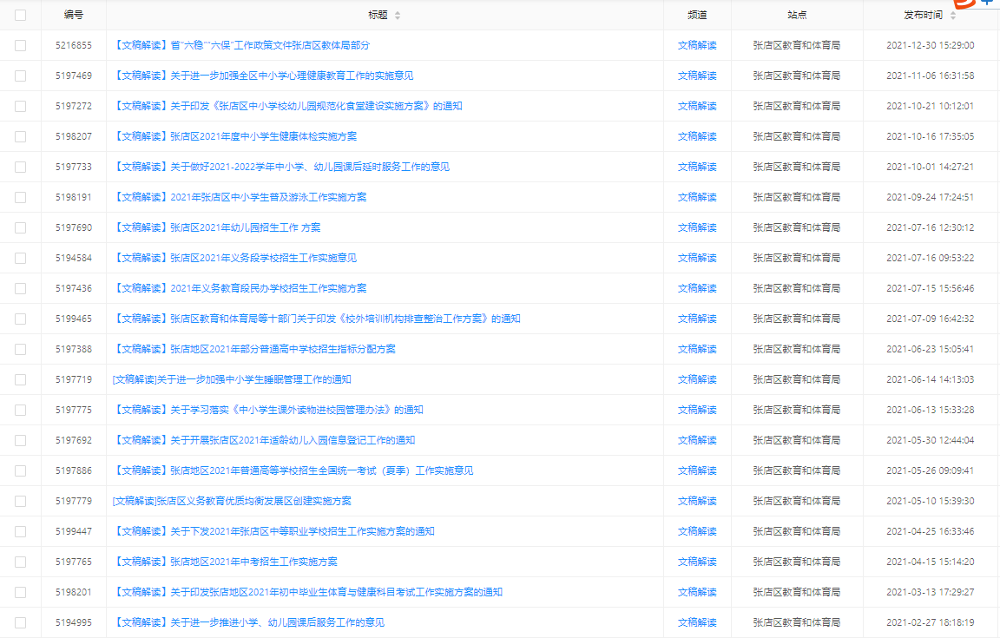 编号 标题 频道 站点 发布时间
5216855 【文稿解读】省“六稳”“六保”工作政策文件张店区教体局部分 文稿解读 张店区教育和体育局 2021-12-30 15:29:00
5197469 【文稿解读】关于进一步加强全区中小学心理健康教育工作的实施意见 文稿解读 张店区教育和体育局 2021-11-06 16:31:58
5197272 【文稿解读】关于印发《张店区中小学校幼儿园规范化食堂建设实施方案》的通知 文稿解读 张店区教育和体育局 2021-10-21 10:12:01
5198207 【文稿解读】张店区2021年度中小学生健康体检实施方案 文稿解读 张店区教育和体育局 2021-10-16 17:35:05
5197733 【文稿解读】关于做好2021-2022学年中小学、幼儿园课后延时服务工作的意见 文稿解读 张店区教育和体育局 2021-10-01 14:27:21
5198191 【文稿解读】2021年张店区中小学生普及游泳工作实施方案 文稿解读 张店区教育和体育局 2021-09-24 17:24:51
5197690 【文稿解读】张店区2021年幼儿园招生工作 方案 文稿解读 张店区教育和体育局 2021-07-16 12:30:12
5194584 【文稿解读】张店区2021年义务段学校招生工作实施意见 文稿解读 张店区教育和体育局 2021-07-16 09:53:22
5197436 【文稿解读】2021年义务教育段民办学校招生工作实施方案 文稿解读 张店区教育和体育局 2021-07-15 15:56:46
5199465 【文稿解读】张店区教育和体育局等十部门关于印发《校外培训机构排查整治工作方案》的通知 文稿解读 张店区教育和体育局 2021-07-09 16:42:32
5197388 【文稿解读】张店地区2021年部分普通高中学校招生指标分配方案 文稿解读 张店区教育和体育局 2021-06-23 15:05:41
5197719 [文稿解读]关于进一步加强中小学生睡眠管理工作的通知 文稿解读 张店区教育和体育局 2021-06-14 14:13:03
5197775 【文稿解读】关于学习落实《中小学生课外读物进校园管理办法》的通知 文稿解读 张店区教育和体育局 2021-06-13 15:33:28
5197692 【文稿解读】关于开展张店区2021年适龄幼儿入园信息登记工作的通知 文稿解读 张店区教育和体育局 2021-05-30 12:44:04
5197886 【文稿解读】张店地区2021年普通高等学校招生全国统一考试（夏季）工作实施意见 文稿解读 张店区教育和体育局 2021-05-26 09:09:41
5197779 [文稿解读]张店区义务教育优质均衡发展区创建实施方案 文稿解读 张店区教育和体育局 2021-05-10 15:39:30
5199447 【文稿解读】关于下发2021年张店区中等职业学校招生工作实施方案的通知 文稿解读 张店区教育和体育局 2021-04-25 16:33:46
5197765 【文稿解读】张店地区2021年中考招生工作实施方案 文稿解读 张店区教育和体育局 2021-04-15 15:14:20
5198201 【文稿解读】关于印发张店地区2021年初中毕业生体育与健康科目考试工作实施方案的通知 文稿解读 张店区教育和体育局 2021-03-13 17:29:27
5194995 【文稿解读】关于进一步推进小学、幼儿园课后服务工作的意见 文稿解读 张店区教育和体育局 2021-02-27 18:18:19